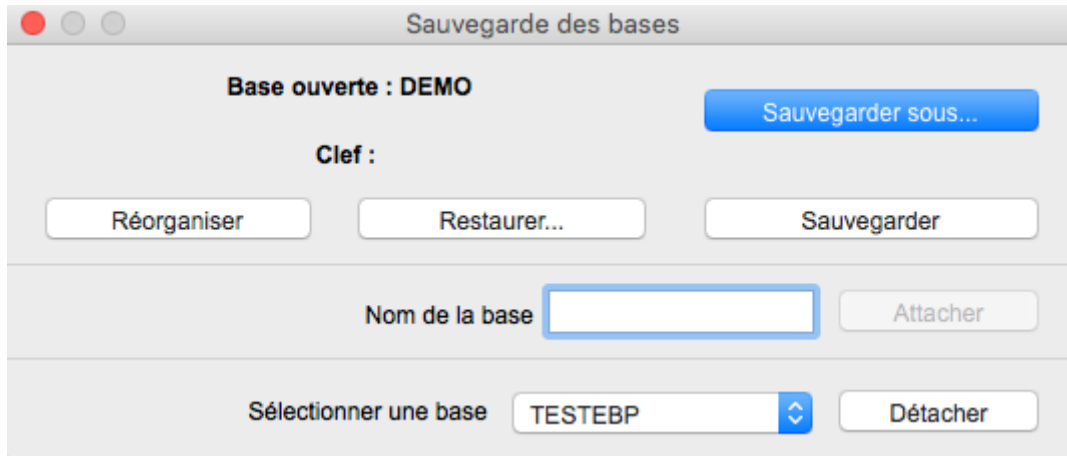 Sauvegarde des bases
Base ouverte : DEMO
Sauvegarder sous...
Clef :
Réorganiser
Restaurer...
Sauvegarder
Nom de la base
Attacher
Sélectionner une base
TESTEBP
Détacher